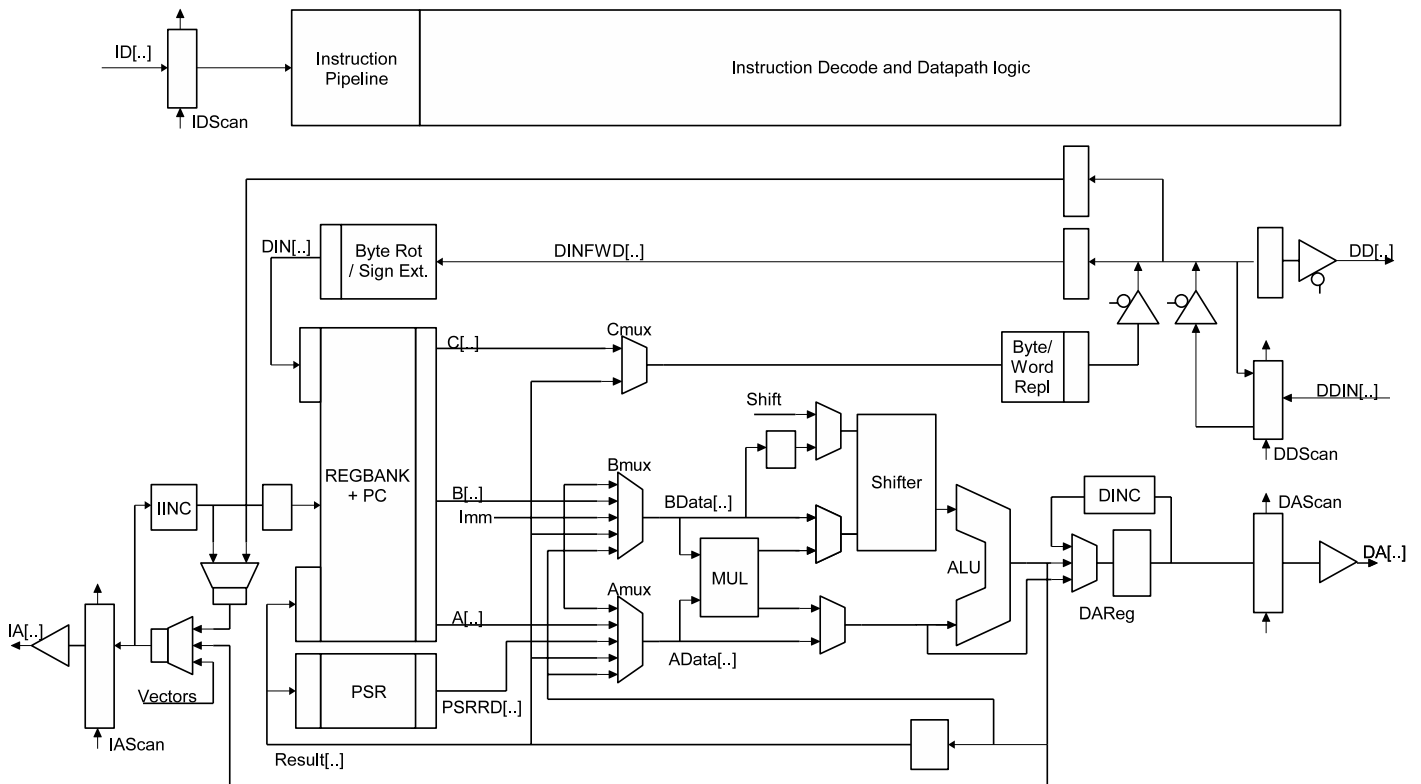 ID[..]
Instruction
Pipeline
Instruction Decode and Datapath logic
IDScan
DIN[..]
Byte Rot
/ Sign Ext.
DINFWD[..]
DD[..]
C[..]
Cmux
Byte/
Word
Repl
DDIN[..]
DDScan
Shift
REGBANK
+ PC
B[..]
Imm
Bmux
BData[..]
Shifter
IINC
DINC
DAScan
MUL
ALU
DA[..]
DAReg
Amux
A[..]
AData[..]
IA[..]
Vectors
IAScan
PSR
PSRRD[..]
Result[..]